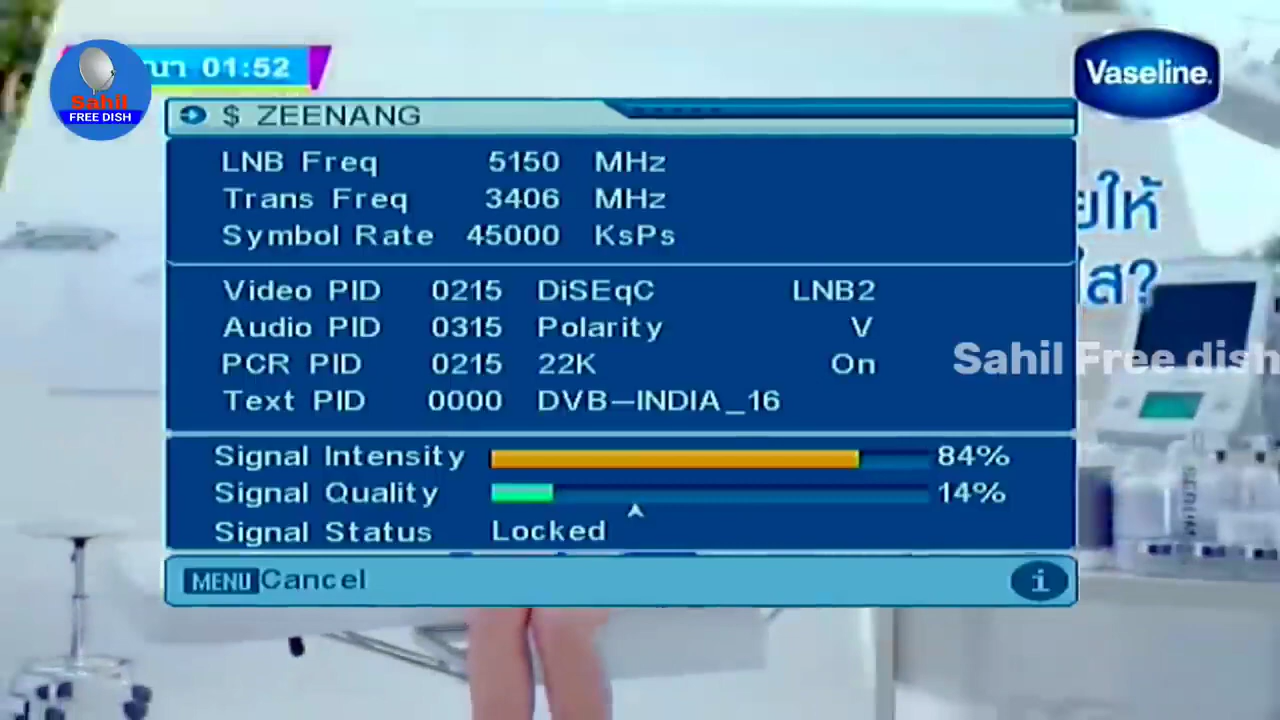 01:52
Sahil
FREE DISH
Vaseline.
$ ZEENANG
LNB Freq 5150 MHz
Trans Freq 3406 MHz
Symbol Rate 45000 KsPs
Video PID 0215 DiSEqC LNB2
Audio PID 0315 Polarity V
PCR PID 0215 22K On
Text PID 0000 DVB-INDIA_16
Sahil Free dish
Signal Intensity 84%
Signal Quality 14%
Signal Status Locked
MENU Cancel
i